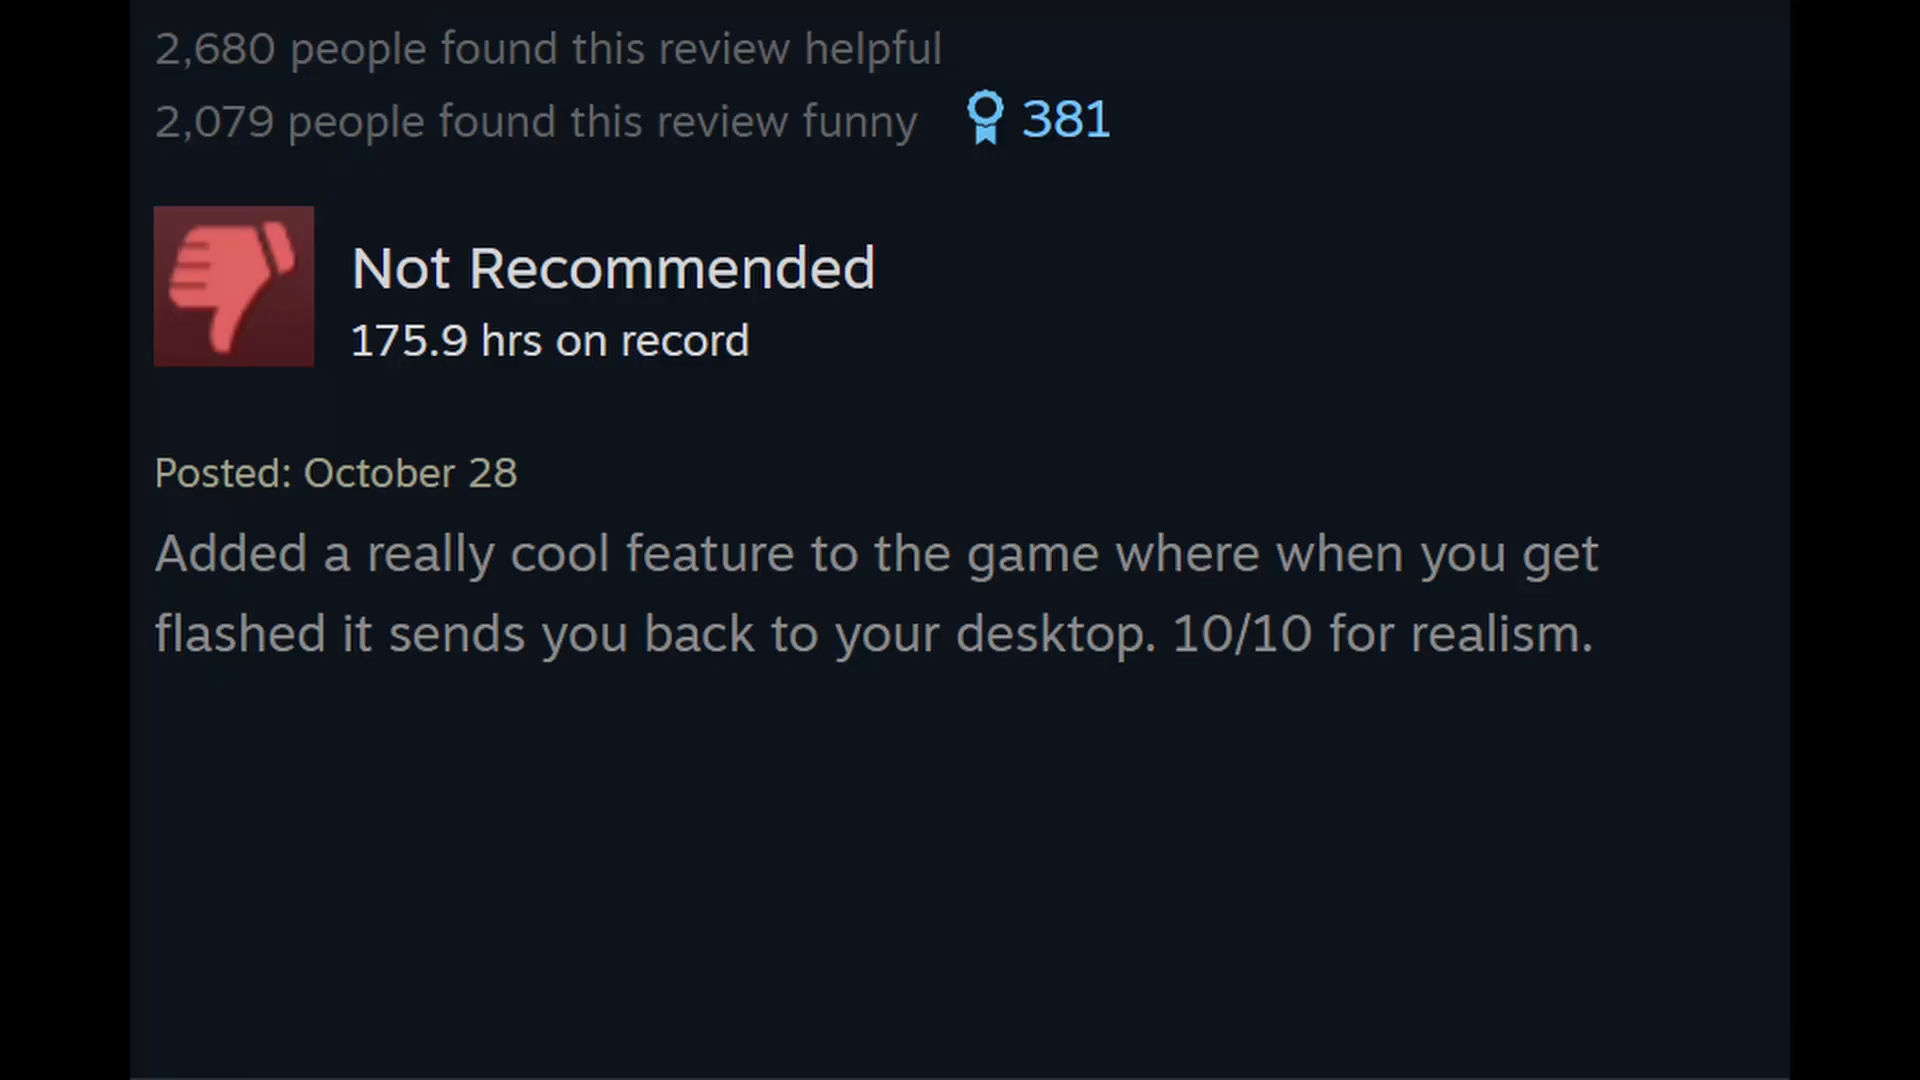 2,680 people found this review helpful
2,079 people found this review funny 381
Not Recommended
175.9 hrs on record
Posted: October 28
Added a really cool feature to the game where when you get
flashed it sends you back to your desktop. 10/10 for realism.